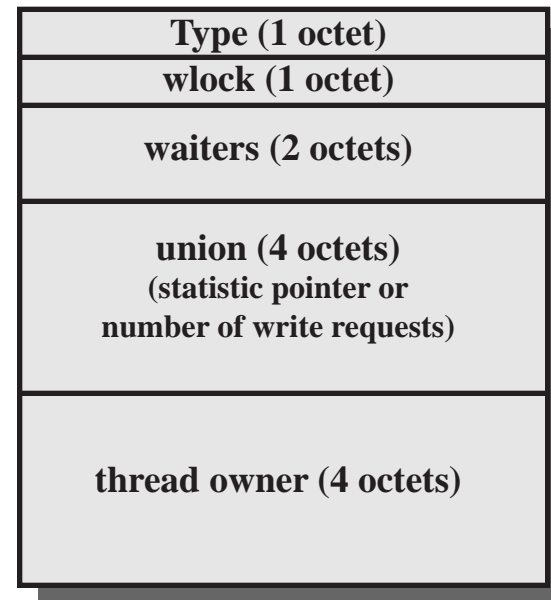 Type (1 octet)
wlock (1 octet)
waiters (2 octets)
union (4 octets)
(statistic pointer or
number of write requests)
thread owner (4 octets)